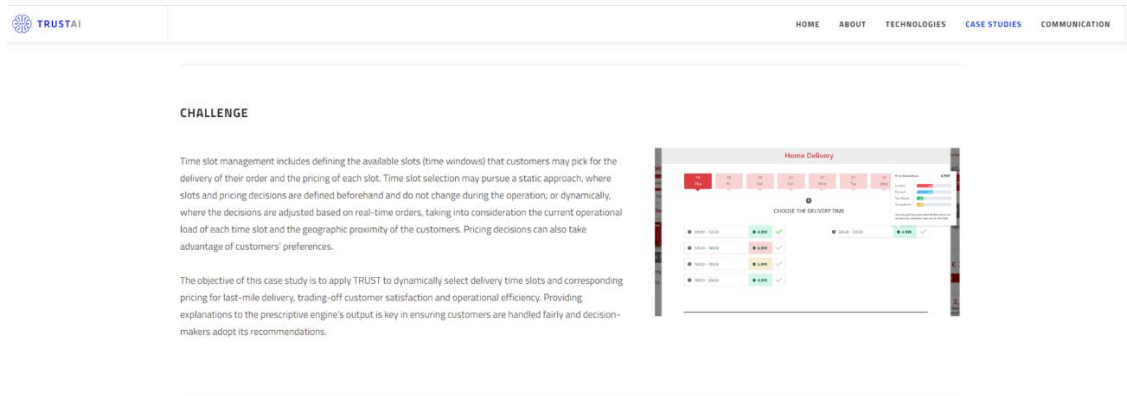 TRUSTAI
HOME ABOUT TECHNOLOGIES CASE STUDIES COMMUNICATION
CHALLENGE
Time slot management includes defining the available slots (time windows) that customers may pick for the
delivery of their order and the pricing of each slot. Time slot selection may pursue a static approach, where
slots and pricing decisions are defined beforehand and do not change during the operation; or dynamically,
where the decisions are adjusted based on real-time orders, taking into consideration the current operational
load of each time slot and the geographic proximity of the customers. Pricing decisions can also take
advantage of customers' preferences.
The objective of this case study is to apply TRUST to dynamically select delivery time slots and corresponding
pricing for last-mile delivery, trading-off customer satisfaction and operational efficiency. Providing
explanations to the prescriptive engine's output is key in ensuring customers are handled fairly and decision-
makers adopt its recommendations.
Home Delivery
Thu Fri Sat Sun Mon Tue Wed
CHOOSE THE DELIVERY TIME